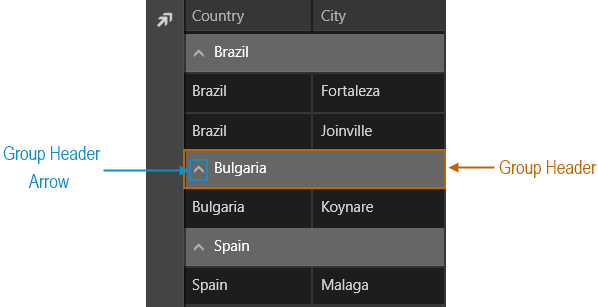 Country City
Brazil
Brazil Fortaleza
Brazil Joinville
Group Header
Arrow
Bulgaria
Group Header
Bulgaria Koynare
Spain
Spain Malaga